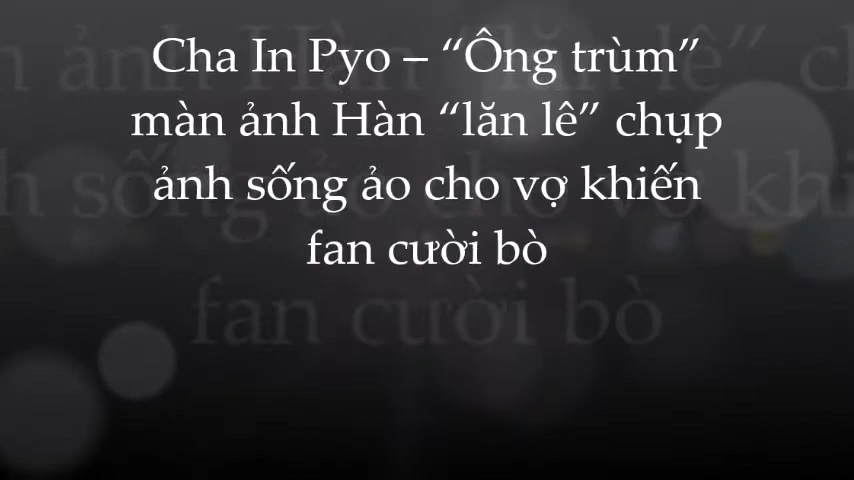 Cha In Pyo – “Ông trùm”
màn ảnh Hàn “lăn lê” chụp
ảnh sống ảo cho vợ khiến
fan cười bò